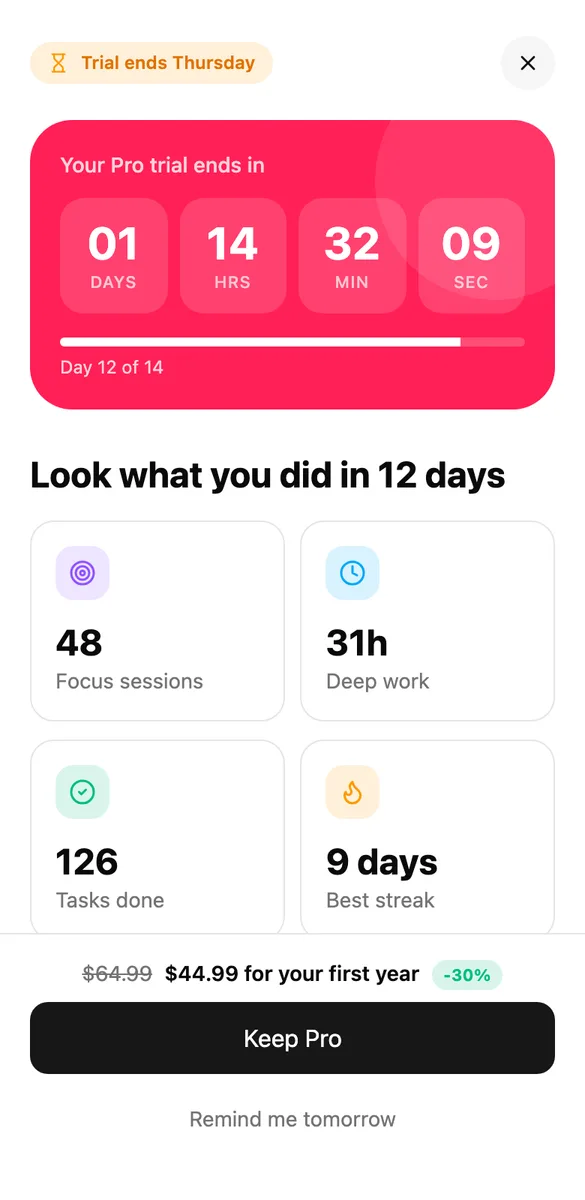 Trial ends Thursday
Your Pro trial ends in
01 14 32 09
DAYS HRS MIN SEC
Day 12 of 14
Look what you did in 12 days
48
Focus sessions
31h
Deep work
126
Tasks done
9 days
Best streak
$64.99 $44.99 for your first year -30%
Keep Pro
Remind me tomorrow